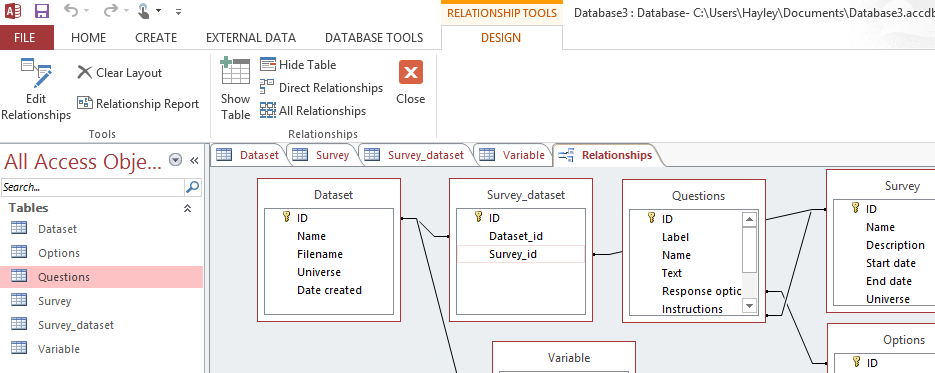 RELATIONSHIP TOOLS
Database3 : Database- C:\Users\Hayley\Documents\Database3.accdb
FILE HOME CREATE EXTERNAL DATA DATABASE TOOLS DESIGN
Edit Relationships
Clear Layout
Relationship Report
Tools
Show Table
Hide Table
Direct Relationships
All Relationships
Relationships
Close
All Access Obje...
Search...
Tables
Dataset
Options
Questions
Survey
Survey_dataset
Variable
Dataset Survey Survey_dataset Variable Relationships
Dataset
ID
Name
Filename
Universe
Date created
Survey_dataset
ID
Dataset_id
Survey_id
Questions
ID
Label
Name
Text
Response optic
Instructions
Survey
ID
Name
Description
Start date
End date
Universe
Variable
Options
ID